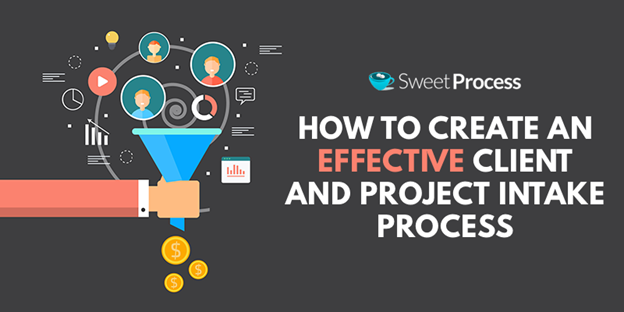 SweetProcess
HOW TO CREATE AN
EFFECTIVE CLIENT
AND PROJECT INTAKE
PROCESS
$
$
$